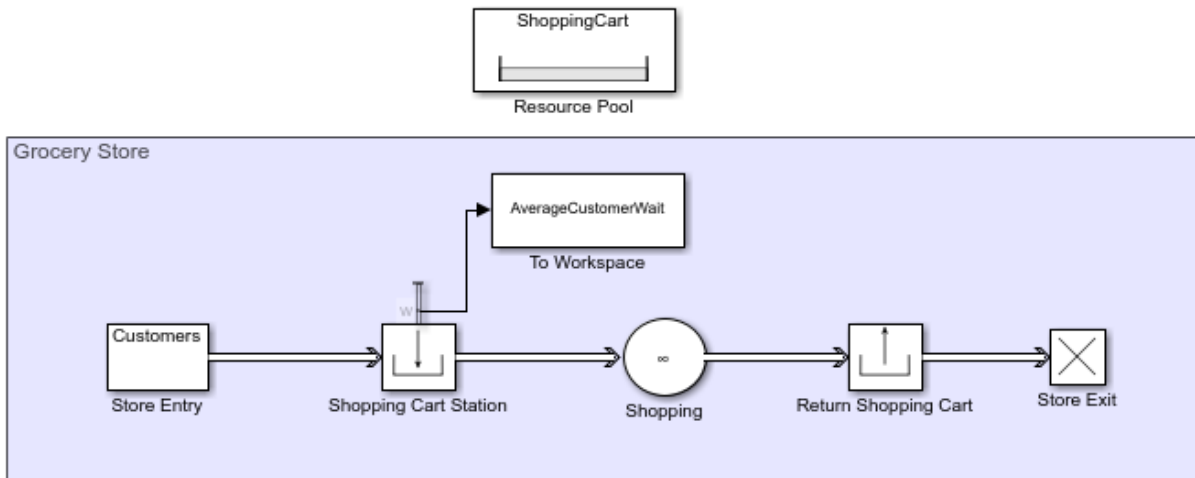 ShoppingCart
Resource Pool
Grocery Store
AverageCustomerWait
To Workspace
w
Customers
∞
Store Entry
Shopping Cart Station
Shopping
Return Shopping Cart
Store Exit